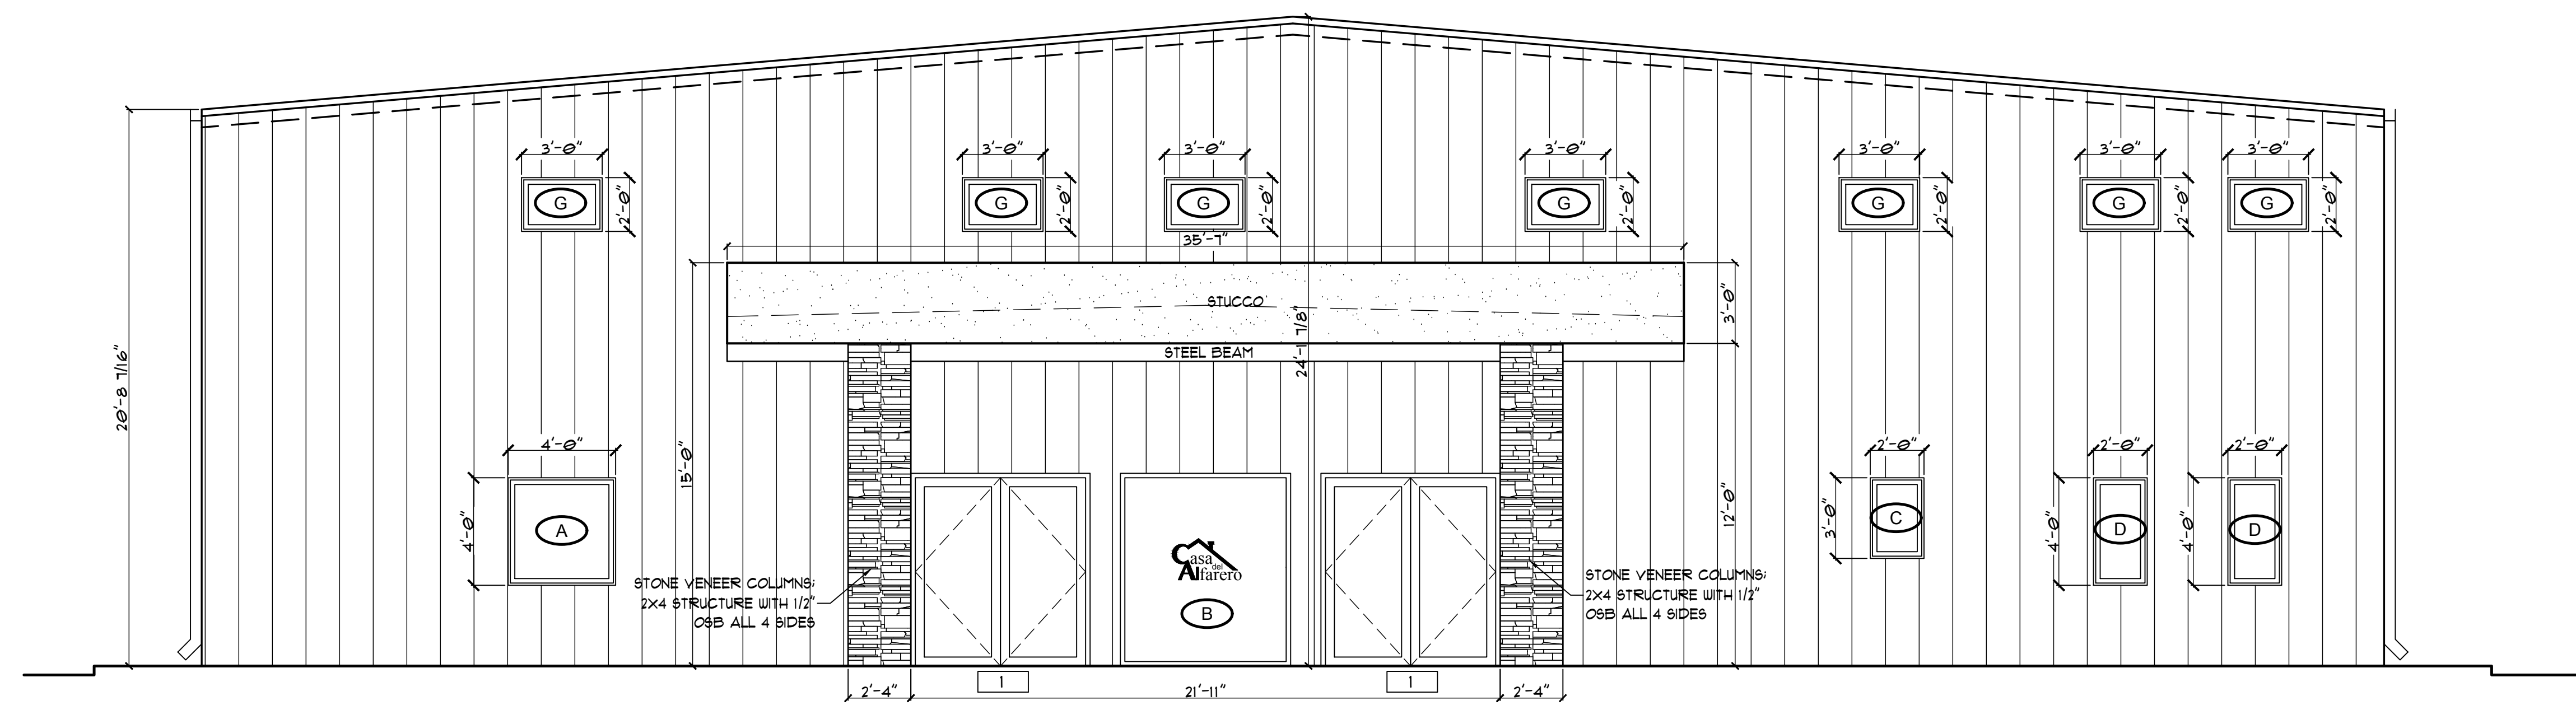 3'-0"
3'-0"
3'-0"
3'-0"
3'-0"
3'-0"
3'-0"
G
2'-0"
G
2'-0"
G
2'-0"
G
2'-0"
G
2'-0"
G
2'-0"
G
2'-0"
35'-7"
STUCCO
3'-0"
24'-1 7/8"
STEEL BEAM
20'-8 7/16"
15'-0"
12'-0"
4'-0"
4'-0"
A
2'-0"
3'-0"
C
2'-0"
4'-0"
D
2'-0"
4'-0"
D
Casa
del
Alfarero
B
STONE VENEER COLUMNS;
2X4 STRUCTURE WITH 1/2"
OSB ALL 4 SIDES
STONE VENEER COLUMNS;
2X4 STRUCTURE WITH 1/2"
OSB ALL 4 SIDES
1
1
2'-4"
21'-11"
2'-4"